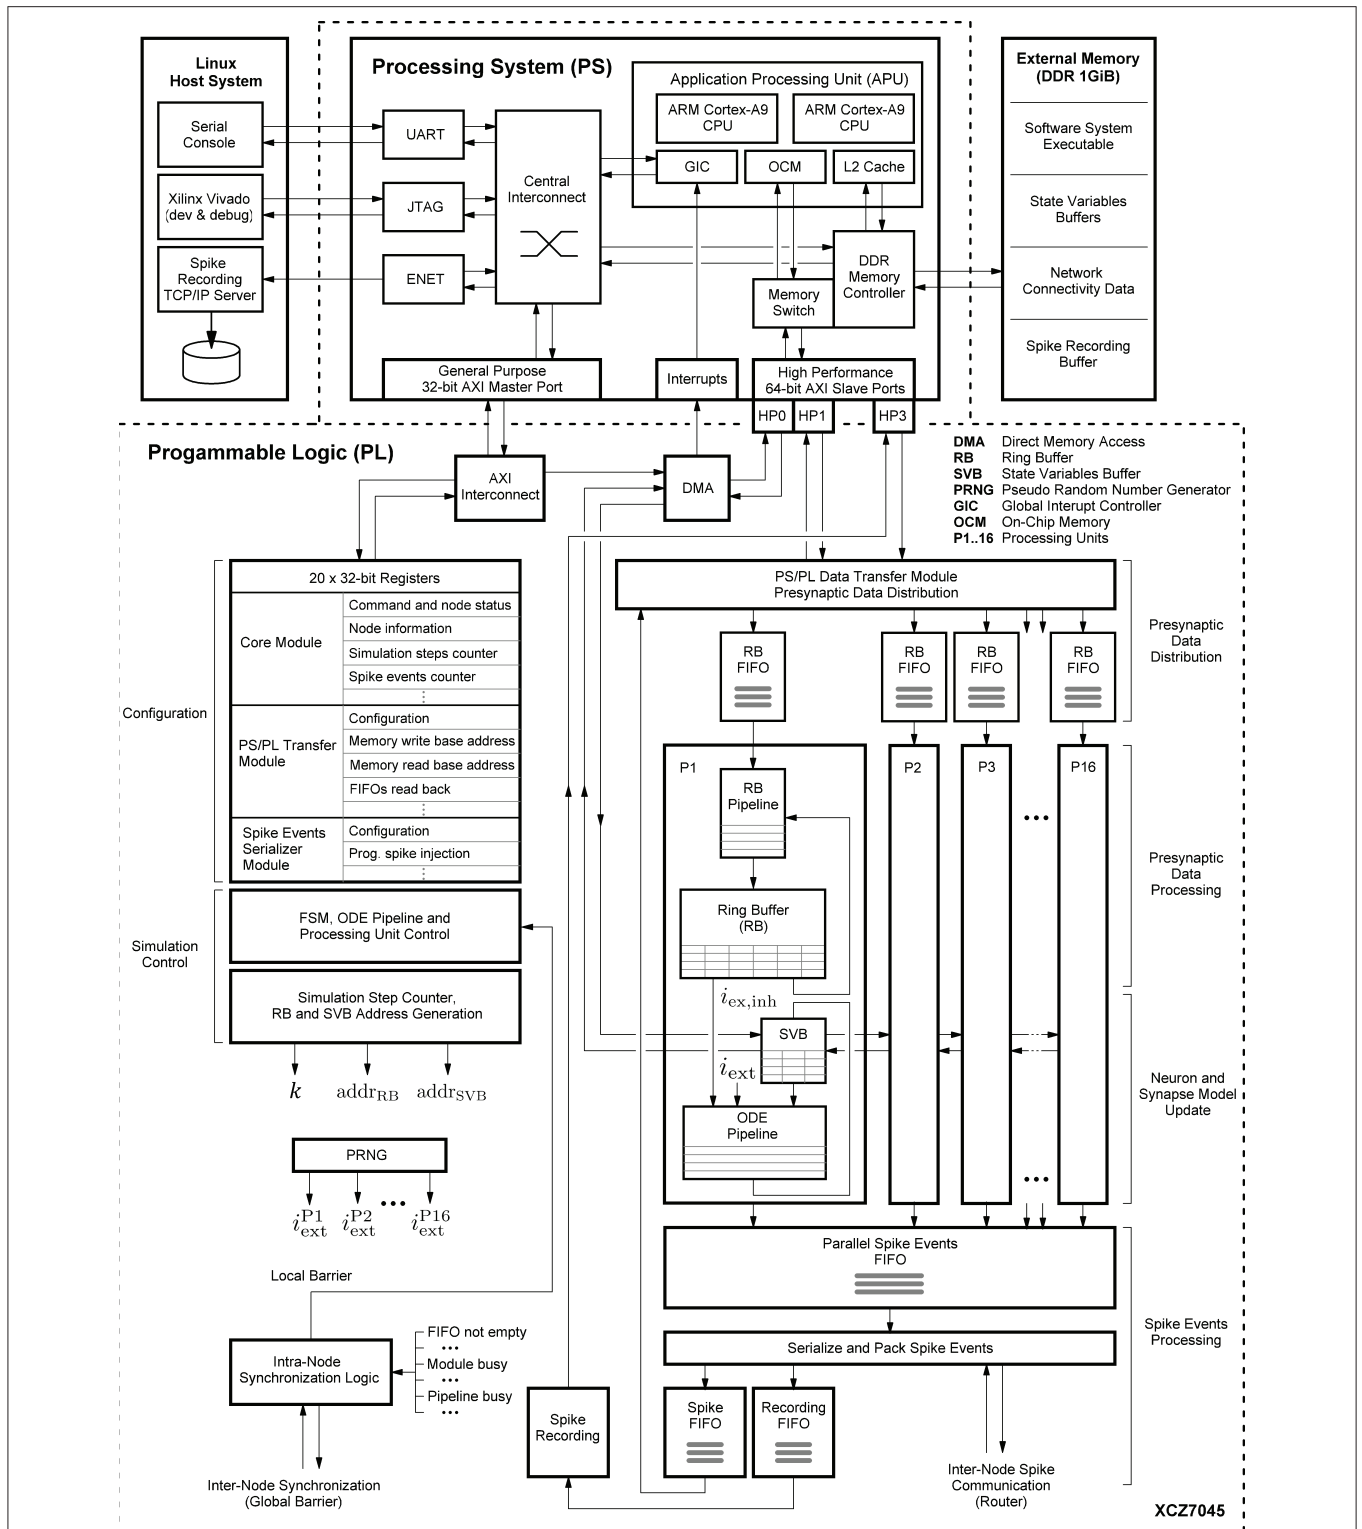 Linux
Host System
Serial
Console
Xilinx Vivado
(dev & debug)
Spike
Recording
TCP/IP Server
Processing System (PS)
UART
JTAG
ENET
Central
Interconnect
Application Processing Unit (APU)
ARM Cortex-A9
CPU
ARM Cortex-A9
CPU
GIC
OCM
L2 Cache
DDR
Memory
Controller
Memory
Switch
General Purpose
32-bit AXI Master Port
Interrupts
High Performance
64-bit AXI Slave Ports
HP0
HP1
HP3
External Memory
(DDR 1GiB)
Software System
Executable
State Variables
Buffers
Network
Connectivity Data
Spike Recording
Buffer
Progammable Logic (PL)
AXI
Interconnect
DMA
DMA Direct Memory Access
RB Ring Buffer
SVB State Variables Buffer
PRNG Pseudo Random Number Generator
GIC Global Interupt Controller
OCM On-Chip Memory
P1..16 Processing Units
Configuration
20 x 32-bit Registers
Core Module
Command and node status
Node information
Simulation steps counter
Spike events counter
⋮
PS/PL Transfer
Module
Configuration
Memory write base address
Memory read base address
FIFOs read back
⋮
Spike Events
Serializer
Module
Configuration
Prog. spike injection
⋮
Simulation
Control
FSM, ODE Pipeline and
Processing Unit Control
Simulation Step Counter,
RB and SVB Address Generation
k addrRB addrSVB
PRNG
•••
i ext P1 i ext P2 i ext P16
Local Barrier
Intra-Node
Synchronization Logic
FIFO not empty
•••
Module busy
•••
Pipeline busy
•••
Inter-Node Synchronization
(Global Barrier)
PS/PL Data Transfer Module
Presynaptic Data Distribution
RB
FIFO
RB
FIFO
RB
FIFO
RB
FIFO
Presynaptic
Data
Distribution
P1
P2
P3
P16
RB
Pipeline
•••
Ring Buffer
(RB)
Presynaptic
Data
Processing
i ex,inh
SVB
i ext
ODE
Pipeline
•••
Neuron and
Synapse Model
Update
Parallel Spike Events
FIFO
Serialize and Pack Spike Events
Spike Events
Processing
Spike
Recording
Spike
FIFO
Recording
FIFO
Inter-Node Spike
Communication
(Router)
XCZ7045